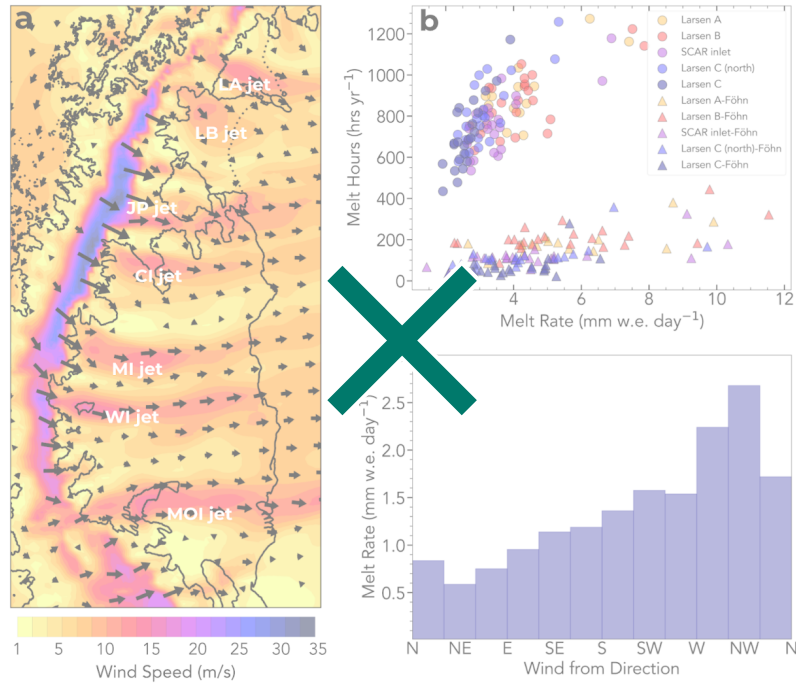 a
LA jet
LB jet
JP jet
CI jet
MI jet
WI jet
MOI jet
1 5 10 15 20 25 30 35
Wind Speed (m/s)
b
Larsen A
Larsen B
SCAR inlet
Larsen C (north)
Larsen C
Larsen A-Föhn
Larsen B-Föhn
SCAR inlet-Föhn
Larsen C (north)-Föhn
Larsen C-Föhn
Melt Hours (hrs yr⁻¹)
1200
1000
800
600
400
200
0
4 6 8 10 12
Melt Rate (mm w.e. day⁻¹)
Melt Rate (mm w.e. day⁻¹)
2.5
2.0
1.5
1.0
0.5
N NE E SE S SW W NW N
Wind from Direction